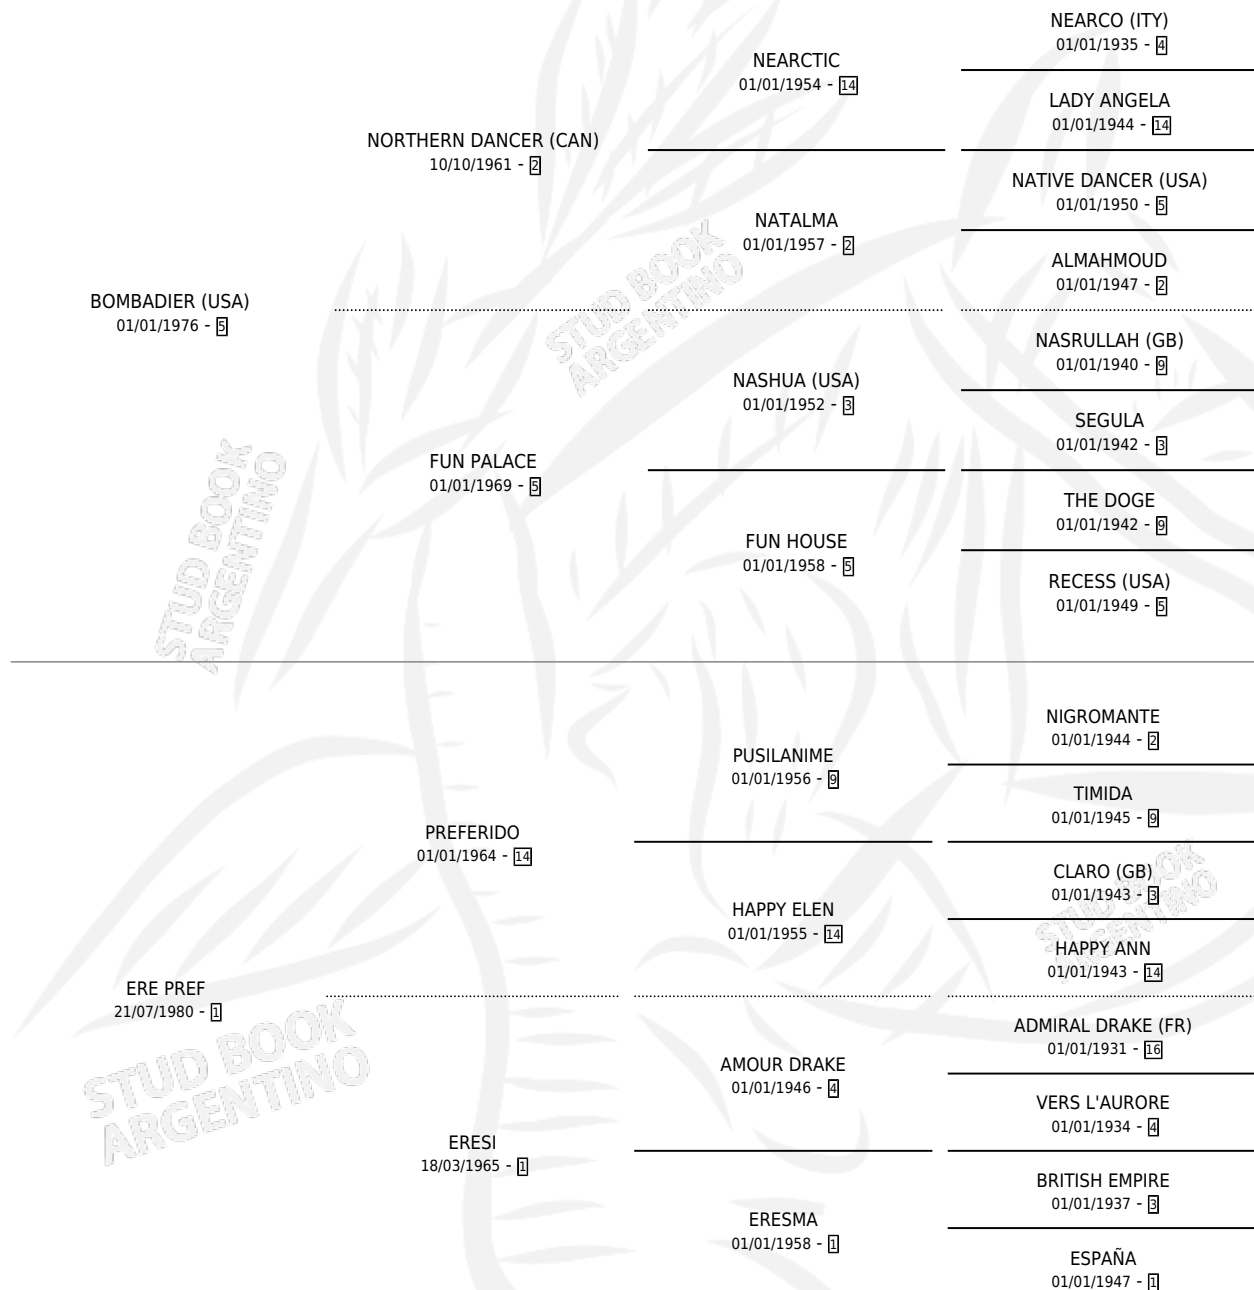 NEARCO (ITY)
01/01/1935 - 4
NEARCTIC
01/01/1954 - 14
LADY ANGELA
01/01/1944 - 14
NORTHERN DANCER (CAN)
10/10/1961 - 2
NATIVE DANCER (USA)
01/01/1950 - 5
NATALMA
01/01/1957 - 2
ALMAHMOUD
01/01/1947 - 2
BOMBADIER (USA)
01/01/1976 - 5
STUD BOOK
ARGENTINO
NASRULLAH (GB)
01/01/1940 - 9
NASHUA (USA)
01/01/1952 - 3
SEGULA
01/01/1942 - 3
FUN PALACE
01/01/1969 - 5
THE DOGE
01/01/1942 - 9
FUN HOUSE
01/01/1958 - 5
RECESS (USA)
01/01/1949 - 5
STUD BOOK
ARGENTINO
NIGROMANTE
01/01/1944 - 2
PUSILANIME
01/01/1956 - 9
TIMIDA
01/01/1945 - 9
PREFERIDO
01/01/1964 - 14
CLARO (GB)
01/01/1943 - 3
HAPPY ELEN
01/01/1955 - 14
STUD BOOK
ARGENTINO
HAPPY ANN
01/01/1943 - 14
ERE PREF
21/07/1980 - 1
STUD BOOK
ARGENTINO
ADMIRAL DRAKE (FR)
01/01/1931 - 16
AMOUR DRAKE
01/01/1946 - 4
VERS L'AURORE
01/01/1934 - 4
ERESI
18/03/1965 - 1
BRITISH EMPIRE
01/01/1937 - 3
ERESMA
01/01/1958 - 1
ESPAÑA
01/01/1947 - 1